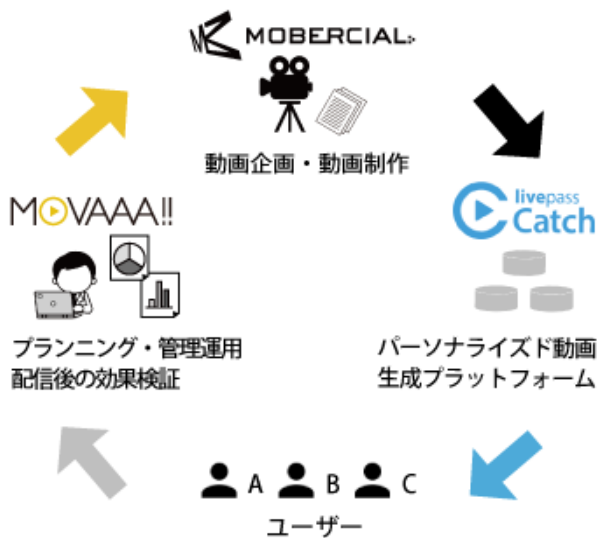 MOBERCIAL
動画企画・動画制作
MOVAAA!!
livepass
Catch
プランニング・管理運用
配信後の効果検証
パーソナライズド動画
生成プラットフォーム
A B C
ユーザー